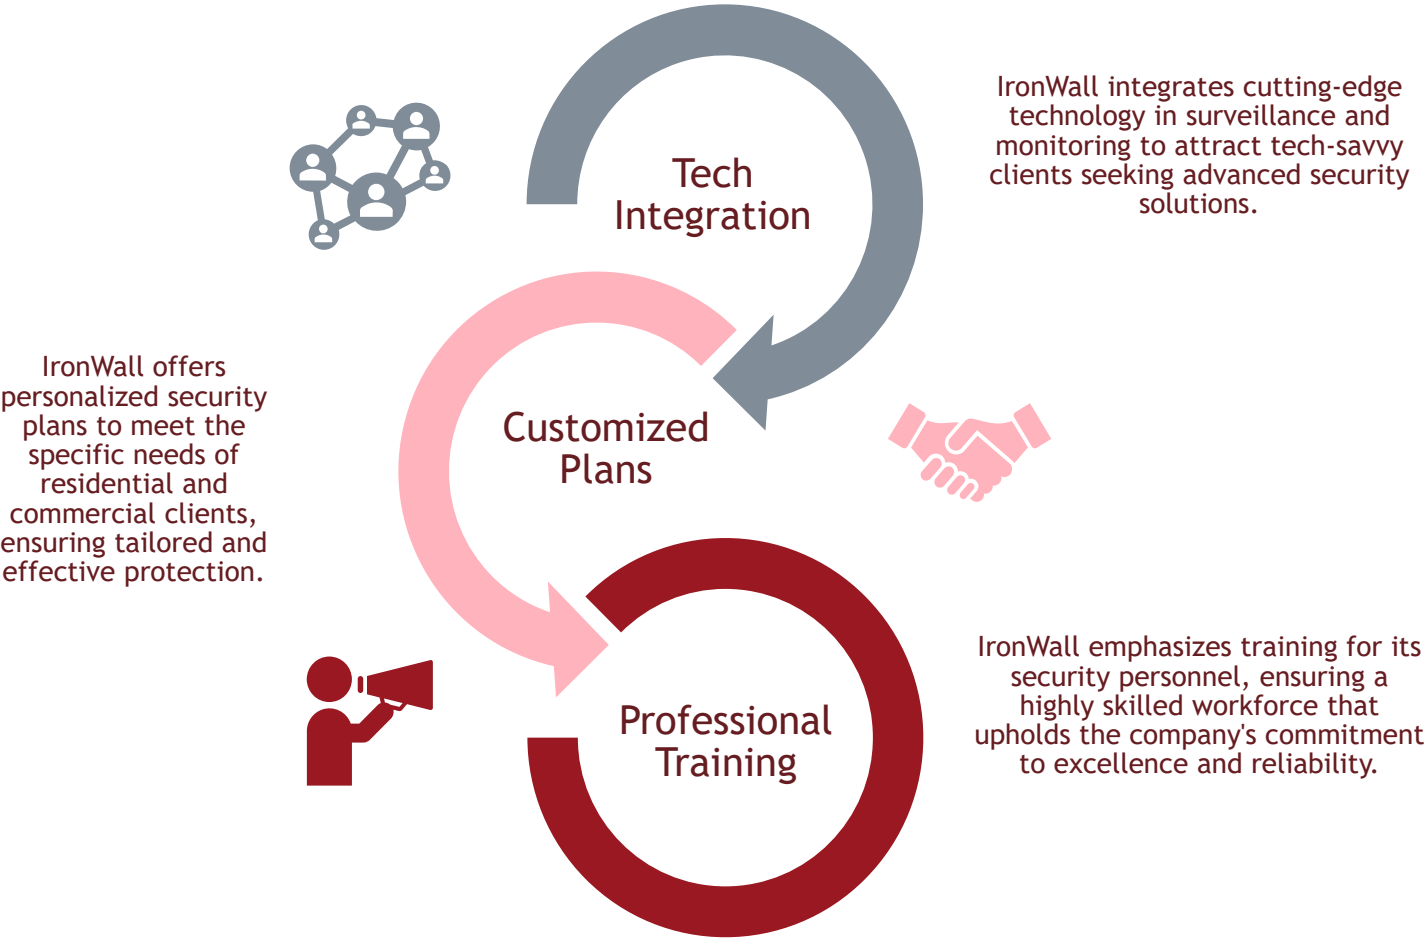 Tech
Integration
IronWall integrates cutting-edge
technology in surveillance and
monitoring to attract tech-savvy
clients seeking advanced security
solutions.
IronWall offers
personalized security
plans to meet the
specific needs of
residential and
commercial clients,
ensuring tailored and
effective protection.
Customized
Plans
Professional
Training
IronWall emphasizes training for its
security personnel, ensuring a
highly skilled workforce that
upholds the company's commitment
to excellence and reliability.